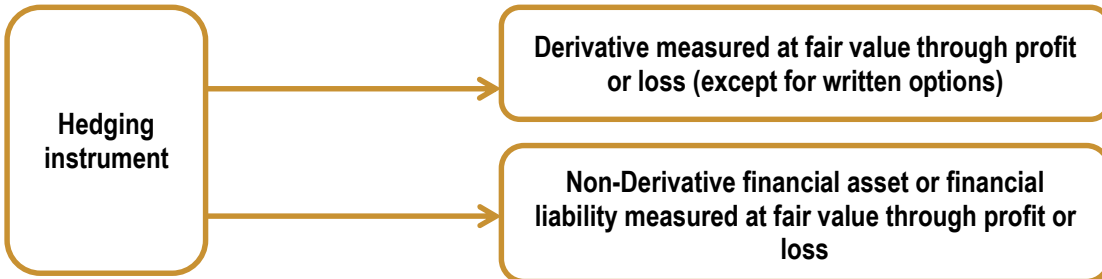 Hedging
instrument
Derivative measured at fair value through profit
or loss (except for written options)
Non-Derivative financial asset or financial
liability measured at fair value through profit or
loss